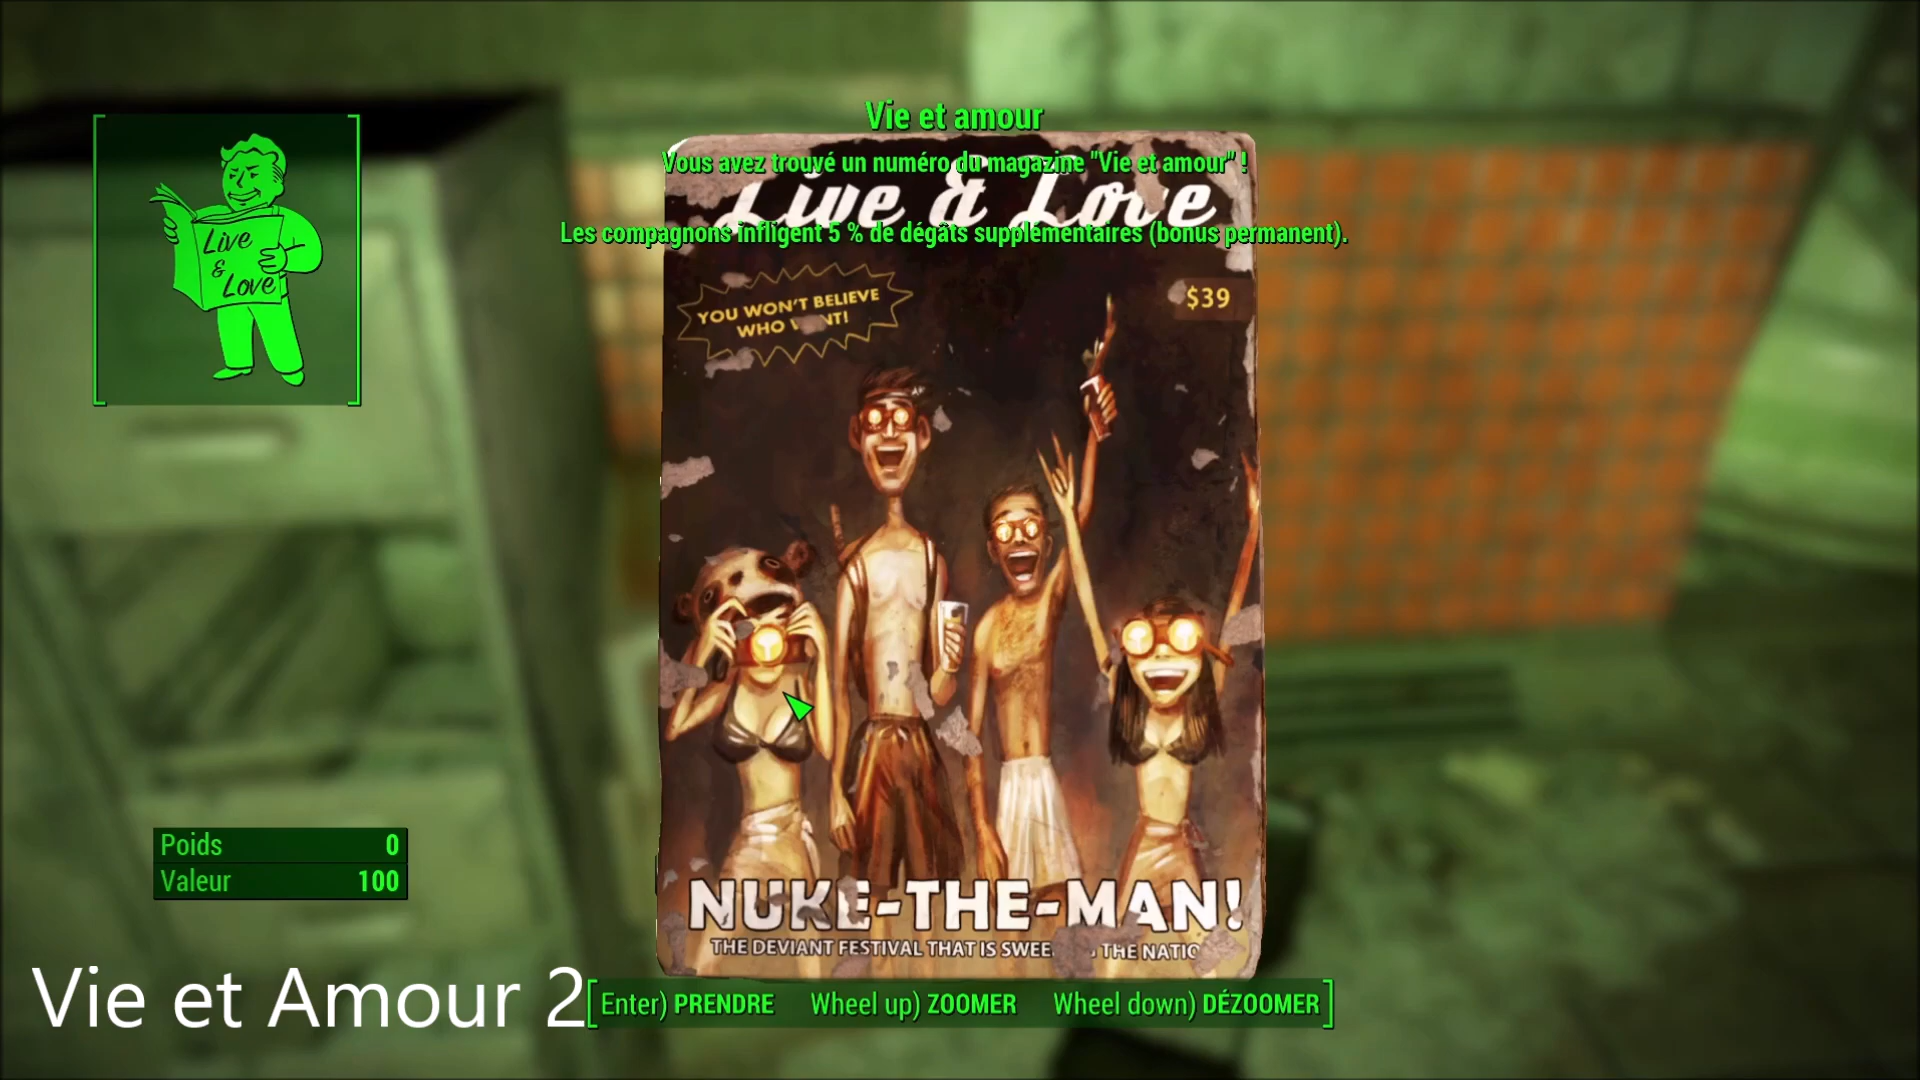 Vie et amour
Vous avez trouvé un numéro du magazine "Vie et amour" !
Live & Love
Les compagnons infligent 5 % de dégâts supplémentaires (bonus permanent).
Live
&
Love
YOU WON'T BELIEVE
WHO
$39
NUKE-THE-MAN!
THE DEVIANT FESTIVAL THAT IS THE
Poids 0
Valeur 100
Vie et Amour 2
Enter) PRENDRE Wheel up) ZOOMER Wheel down) DÉZOOMER